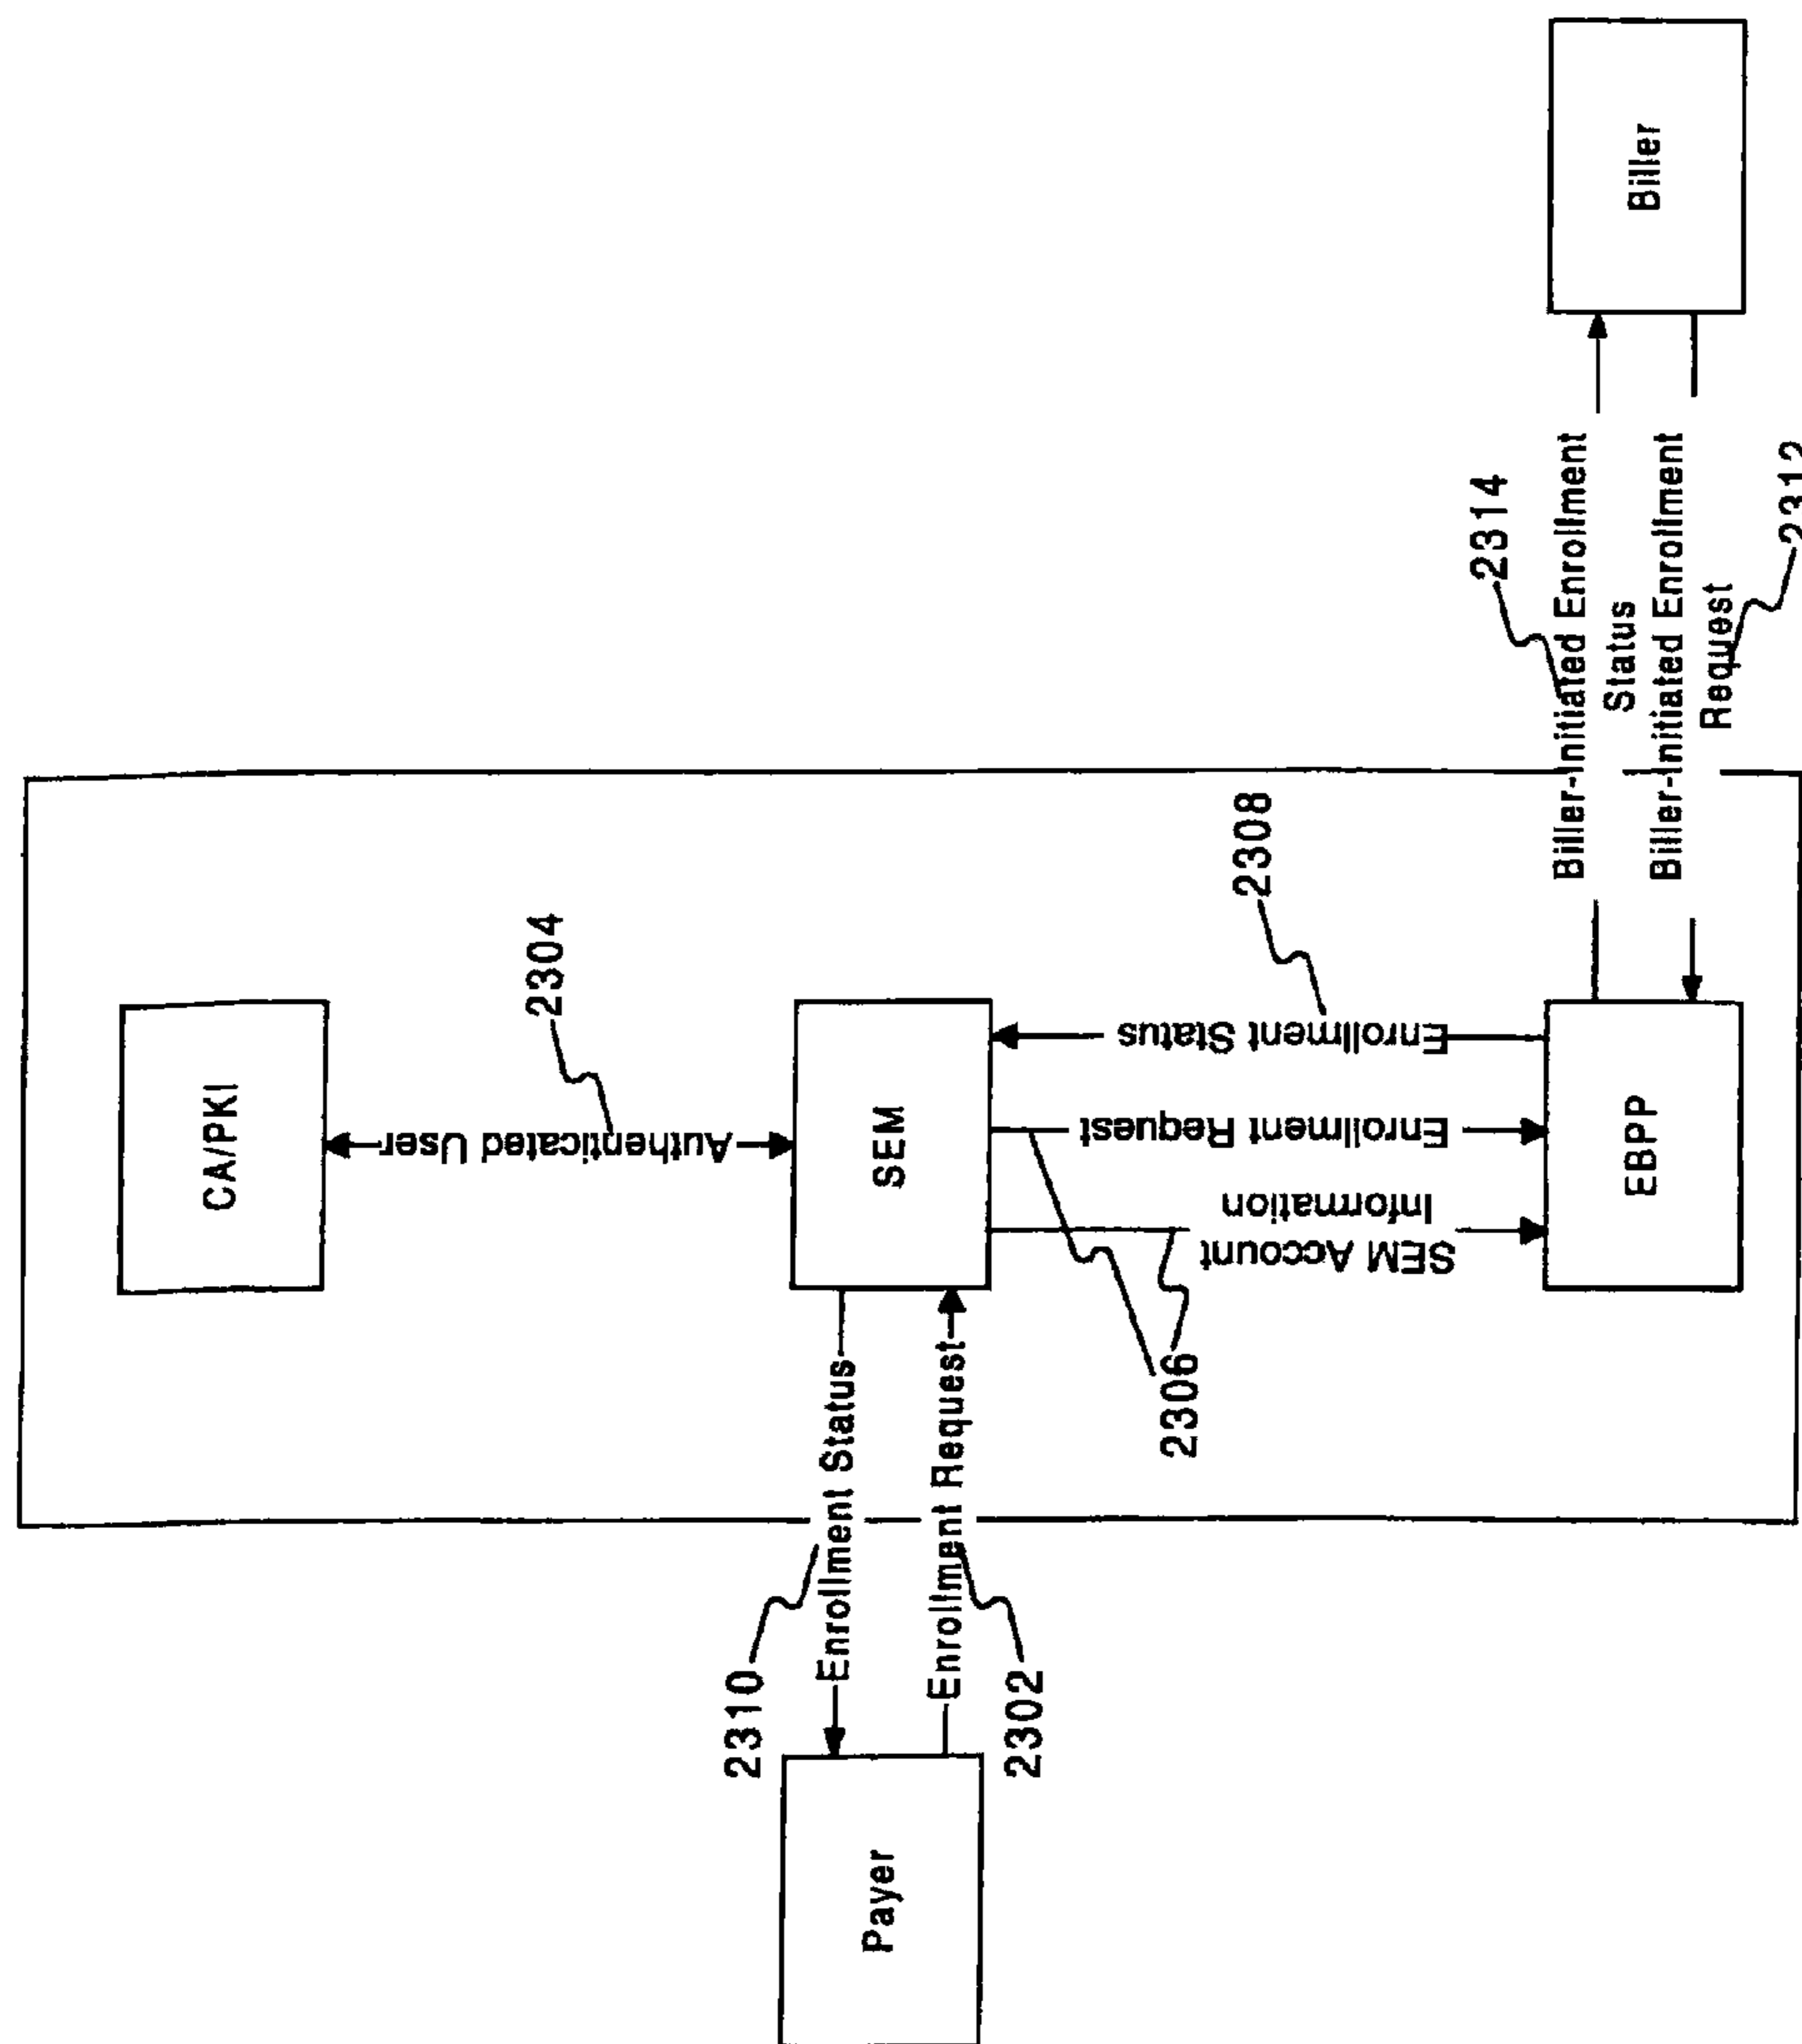 CA/PKI
2304
Authenticated User
2310
Enrollment Status
Payer
SEM
Enrollment Request
2302
2308
Enrollment Status
Enrollment Request
SEM Account
Information
2306
2314
Biller-Initiated Enrollment
Status
Biller-Initiated Enrollment
Request
2312
EBPP
Biller